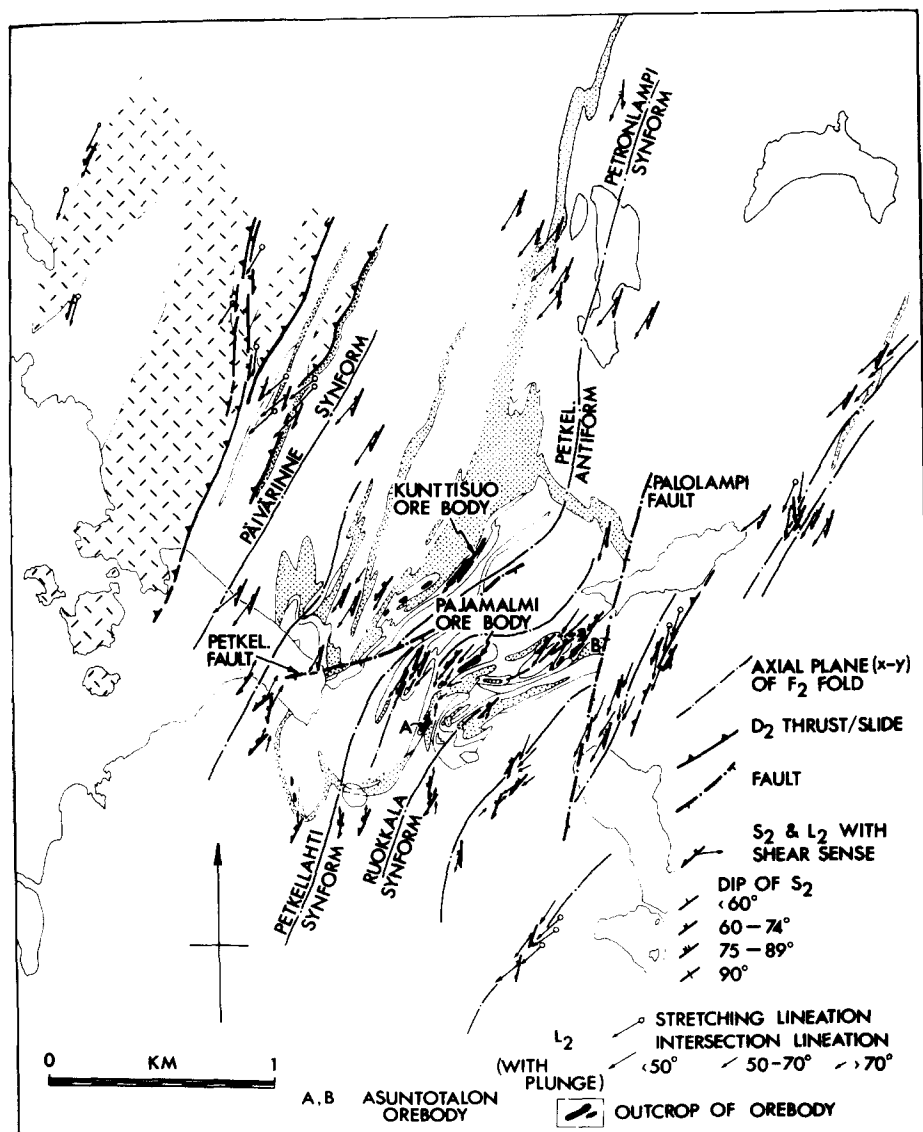 PETRONLAMPI
SYNFORM
PÄIVÄRINNE
SYNFORM
PETKEL.
ANTIFORM
KUNTTISUO
ORE BODY
PALOLAMPI
FAULT
PAJAMALMI
ORE BODY
PETKEL.
FAULT
B
A
PETKELLAHTI
SYNFORM
RUOKKALA
SYNFORM
AXIAL PLANE (x-y)
OF F2 FOLD
D2 THRUST/SLIDE
FAULT
S2 & L2 WITH
SHEAR SENSE
DIP OF S2
<60°
60-74°
75-89°
90°
L2
STRETCHING LINEATION
INTERSECTION LINEATION
(WITH PLUNGE) <50° 50-70° >70°
0 KM 1
A, B ASUNTOTALON
OREBODY
OUTCROP OF OREBODY